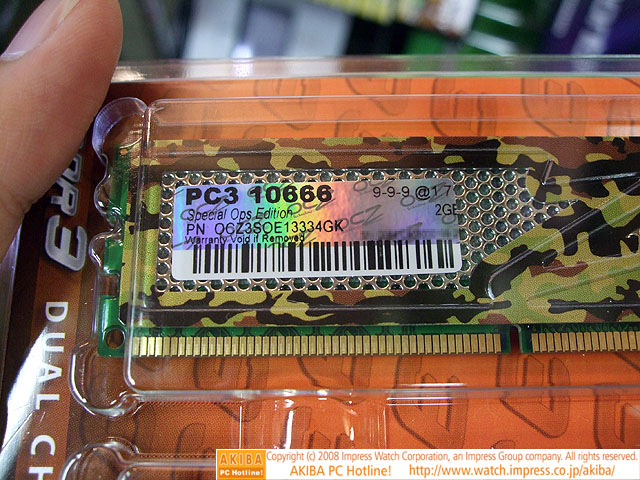 PC3 10666 9-9-9 @1.7
Special Ops Edition 2GB
PN OCZ3SOE13334GK
Warranty Void if Removed
DR3
DUAL CH
AKIBA
PC Hotline!
Copyright (c) 2008 Impress Watch Corporation, an Impress Group company. All rights reserved.
AKIBA PC Hotline! http://www.watch.impress.co.jp/akiba/